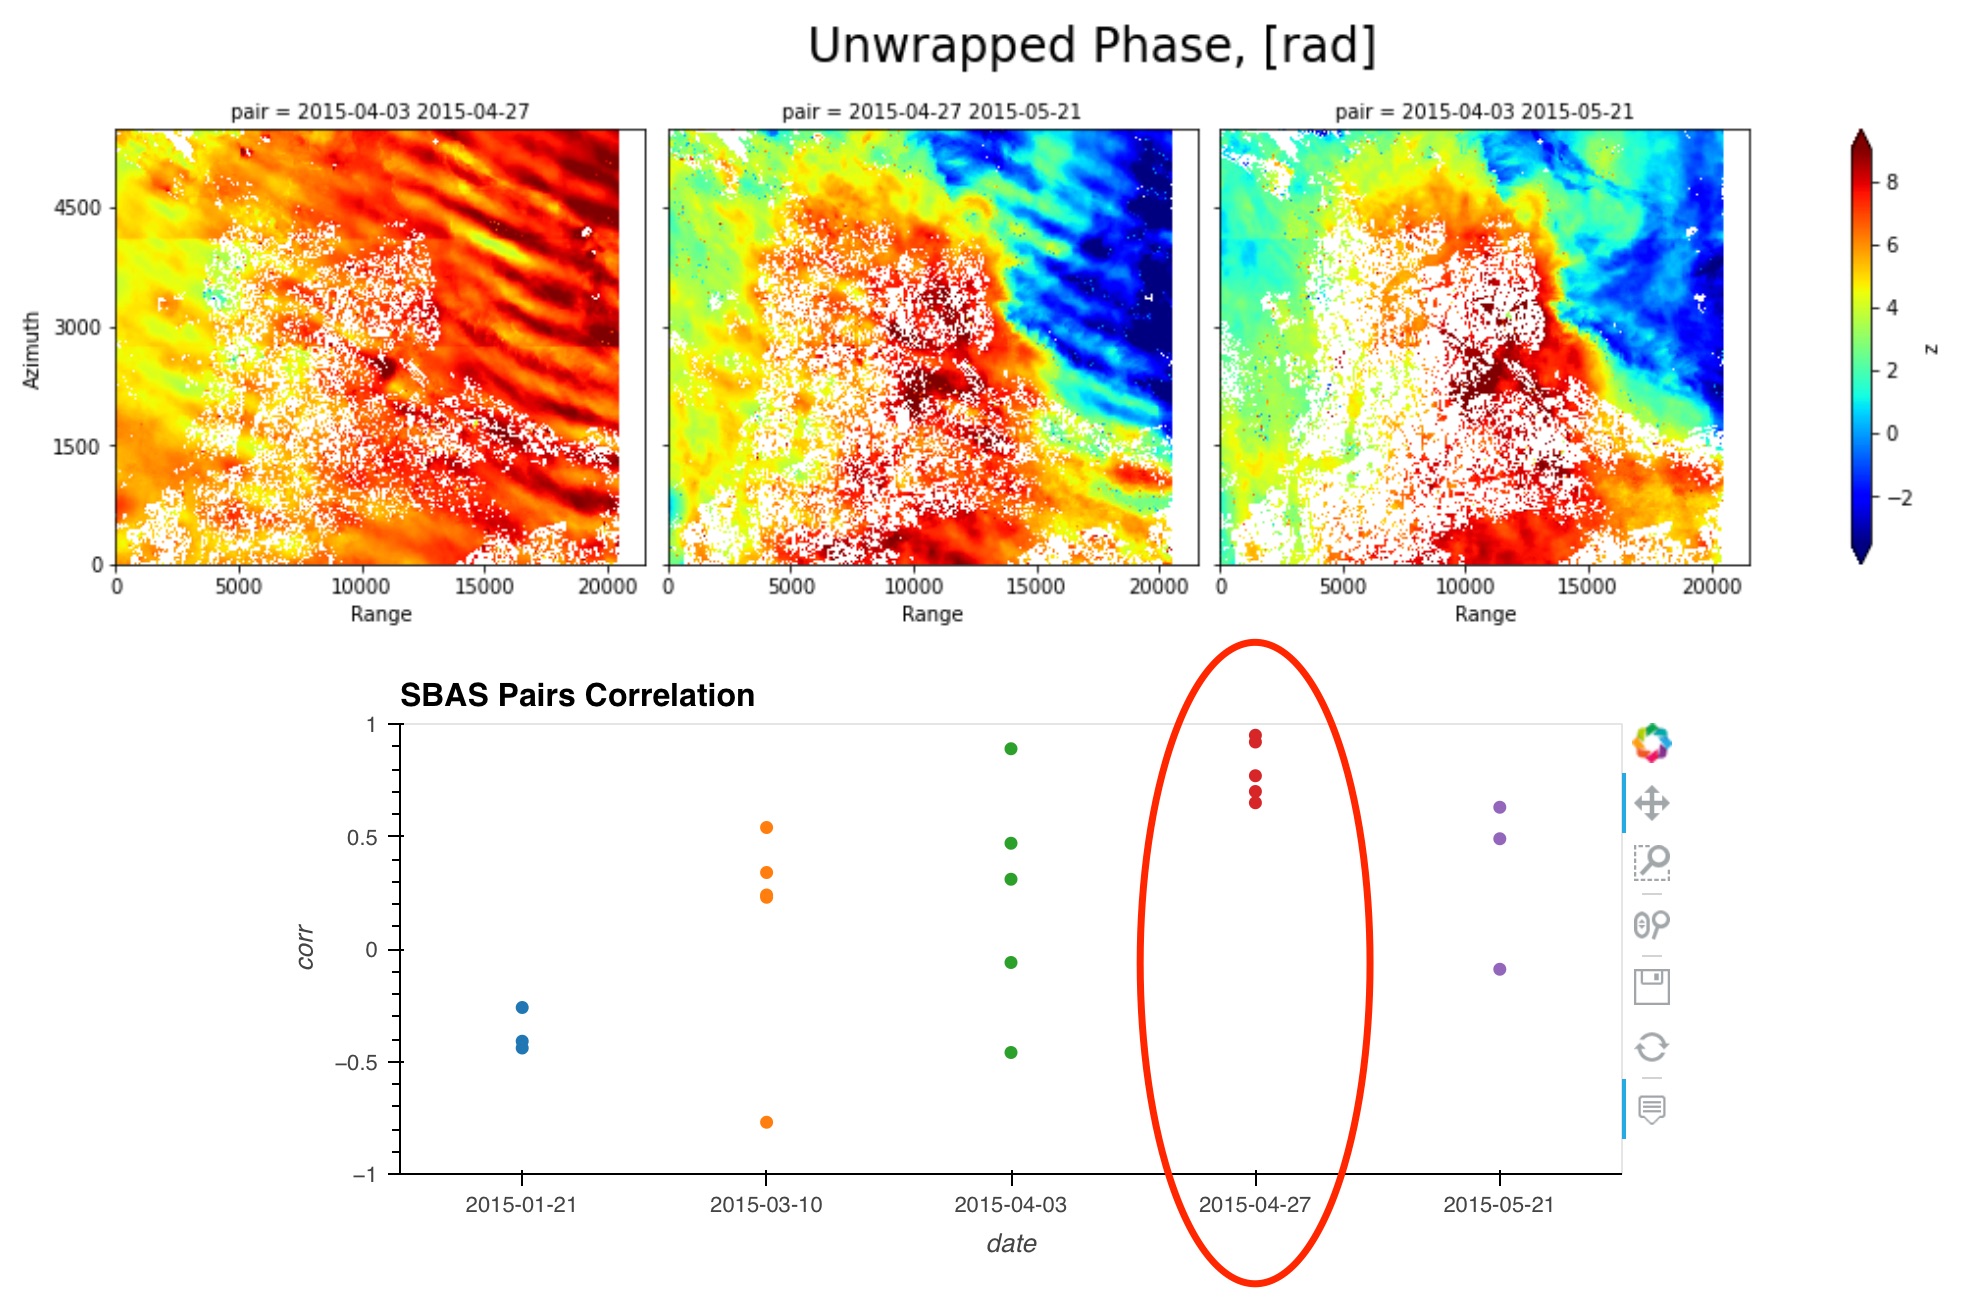 Unwrapped Phase, [rad]
pair = 2015-04-03 2015-04-27
pair = 2015-04-27 2015-05-21
pair = 2015-04-03 2015-05-21
Azimuth
4500
3000
1500
0
0 5000 10000 15000 20000
Range
0 5000 10000 15000 20000
Range
0 5000 10000 15000 20000
Range
8
6
4
2
0
−2
z
SBAS Pairs Correlation
corr
1
0.5
0
−0.5
−1
2015-01-21 2015-03-10 2015-04-03 2015-04-27 2015-05-21
date